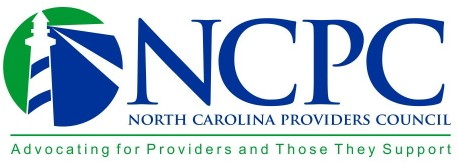 NCPC
NORTH CAROLINA PROVIDERS COUNCIL
Advocating for Providers and Those They Support